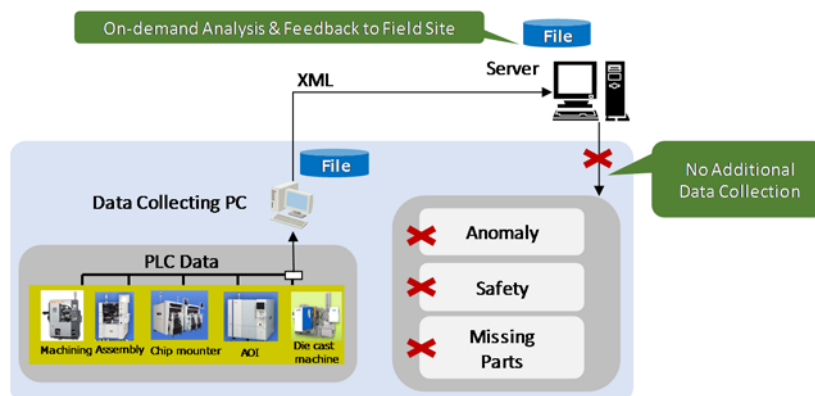 On-demand Analysis & Feedback to Field Site
File
Server
XML
File
No Additional
Data Collection
Data Collecting PC
Anomaly
PLC Data
Safety
Machining
Assembly
Chip mounter
AOI
Die cast
machine
Missing
Parts